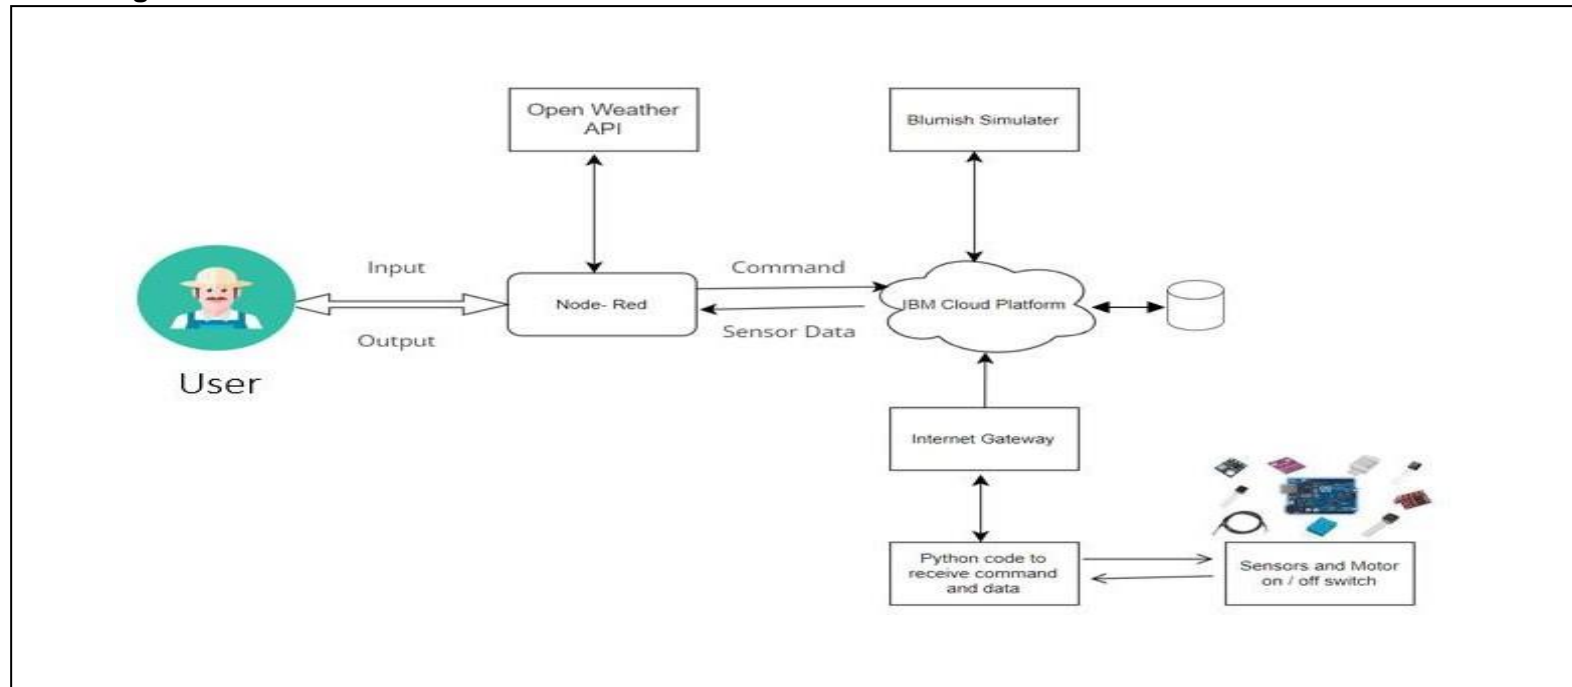 Open Weather
API
Blumish Simulater
Input
Command
Node- Red
IBM Cloud Platform
Output
Sensor Data
User
Internet Gateway
Python code to
receive command
and data
Sensors and Motor
on / off switch